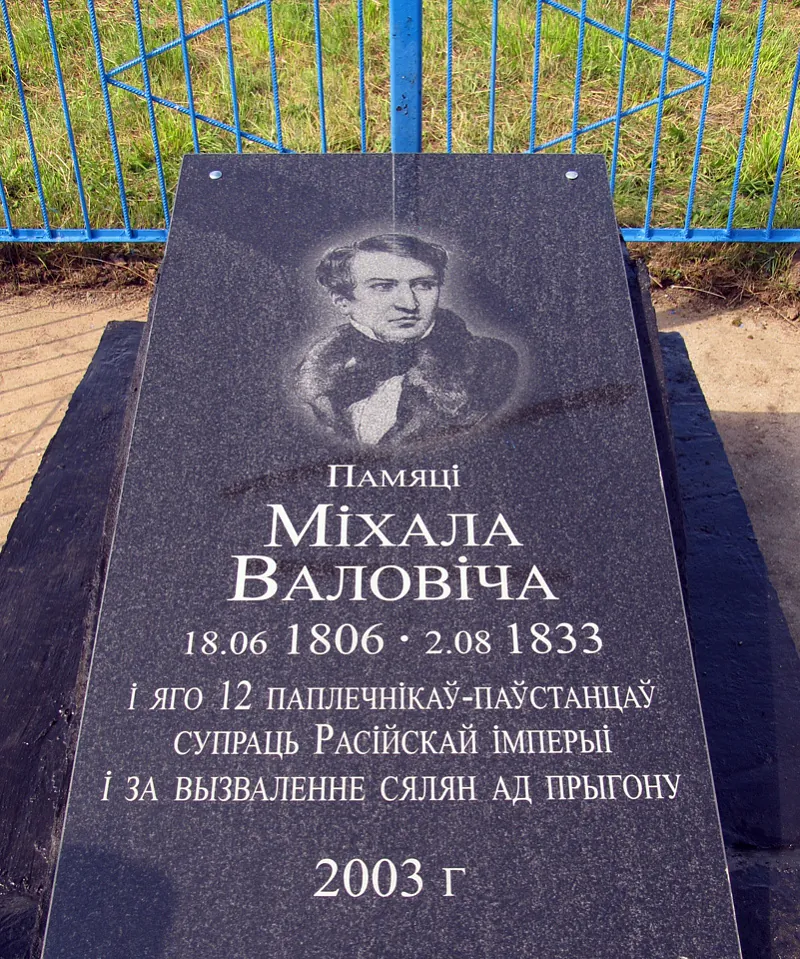 Памяці
Міхала
Валовіча
18.06 1806 · 2.08 1833
і яго 12 паплечнікаў-паўстанцаў
супраць Расійскай імперыі
і за вызваленне сялян ад прыгону
2003 г